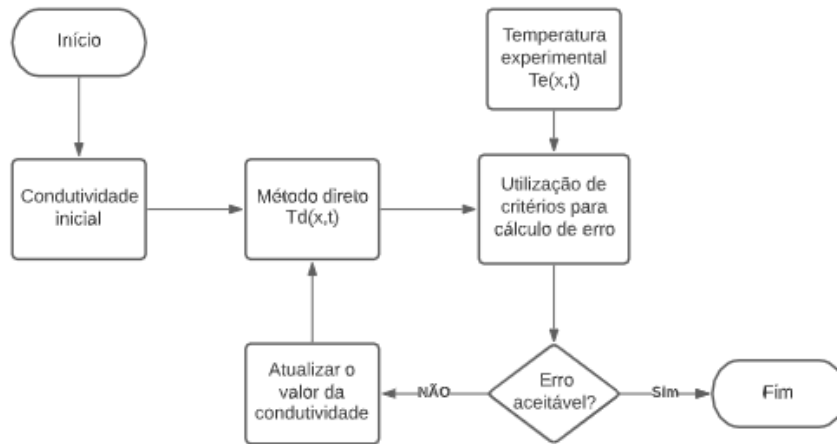 Início
Temperatura
experimental
Te(x,t)
Condutividade
inicial
Método direto
Td(x,t)
Utilização de
critérios para
cálculo de erro
Atualizar o
valor da
condutividade
NÃO
Erro
aceitável?
Sim
Fim